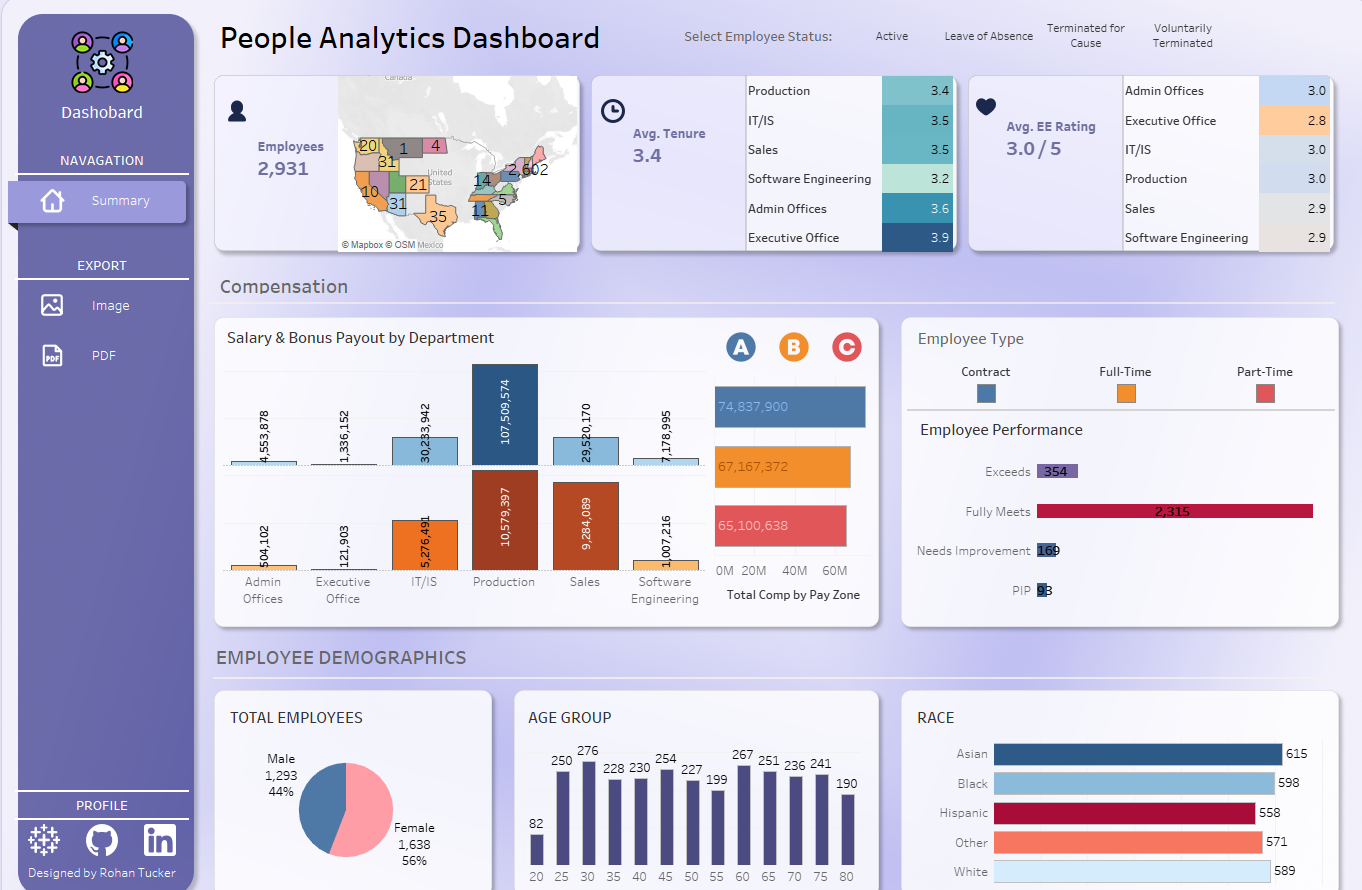 Dashobard
NAVAGATION
Summary
EXPORT
Image
PDF
PDF
PROFILE
Designed by Rohan Tucker
People Analytics Dashboard
Select Employee Status:
Active
Leave of Absence
Terminated for
Cause
Voluntarily
Terminated
Employees
2,931
Canada
20
1
4
31
United
States
2,602
14
21
10
31
5
11
35
© Mapbox © OSM Mexico
Avg. Tenure
3.4
Production 3.4
IT/IS 3.5
Sales 3.5
Software Engineering 3.2
Admin Offices 3.6
Executive Office 3.9
Avg. EE Rating
3.0 / 5
Admin Offices 3.0
Executive Office 2.8
IT/IS 3.0
Production 3.0
Sales 2.9
Software Engineering 2.9
Compensation
Salary & Bonus Payout by Department
4,553,878
1,336,152
30,233,942
107,509,574
29,520,170
7,178,995
504,102
121,903
5,276,491
10,579,397
9,284,089
1,007,216
Admin
Offices
Executive
Office
IT/IS
Production
Sales
Software
Engineering
A B C
74,837,900
67,167,372
65,100,638
0M 20M 40M 60M
Total Comp by Pay Zone
Employee Type
Contract Full-Time Part-Time
Employee Performance
Exceeds 354
Fully Meets 2,315
Needs Improvement 169
PIP 93
EMPLOYEE DEMOGRAPHICS
TOTAL EMPLOYEES
Male
1,293
44%
Female
1,638
56%
AGE GROUP
82 250 276 228 230 254 227 199 267 251 236 241 190
20 25 30 35 40 45 50 55 60 65 70 75 80
RACE
Asian 615
Black 598
Hispanic 558
Other 571
White 589
in